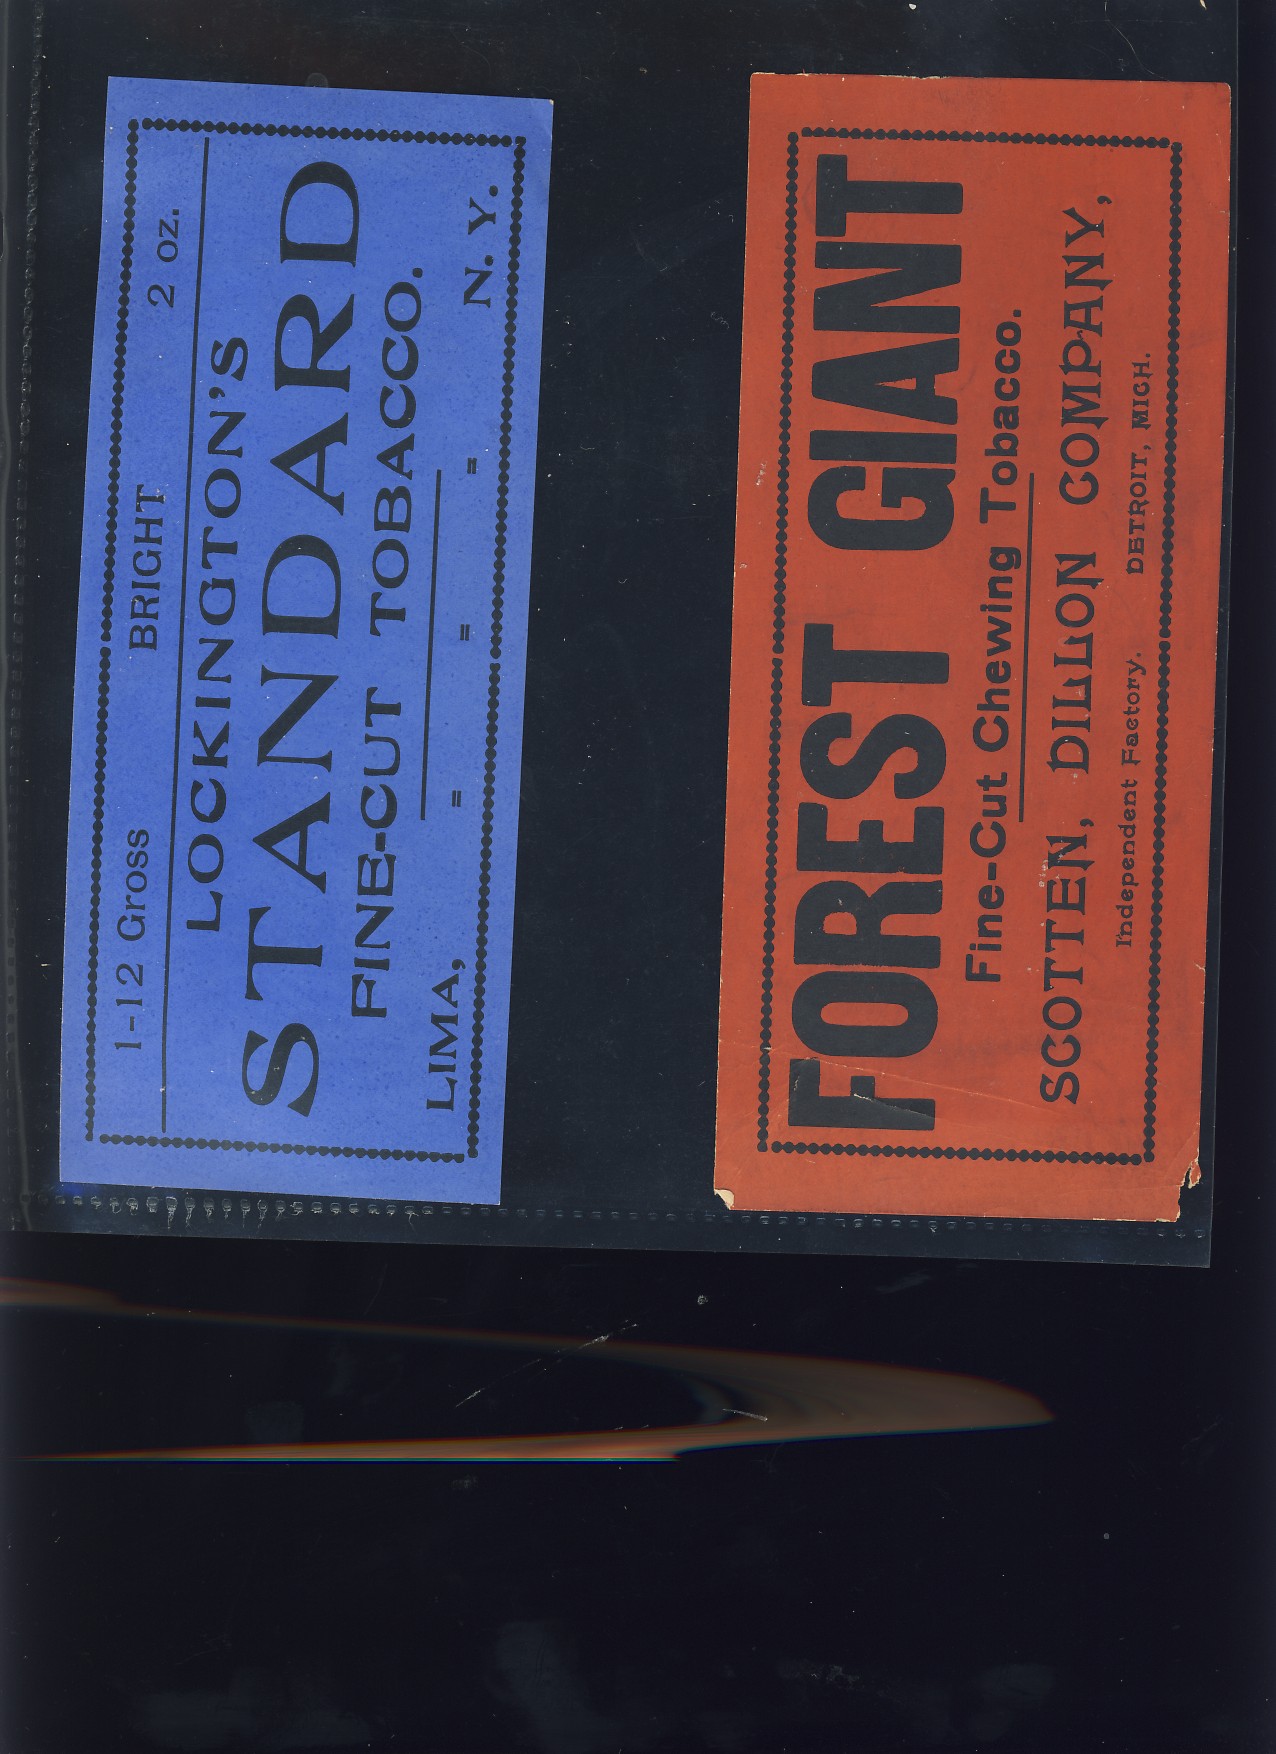 1-12 Gross BRIGHT 2 oz.
LOCKINGTON'S
STANDARD
FINE-CUT TOBACCO.
LIMA, = = = N. Y.
FOREST GIANT
Fine-Cut Chewing Tobacco.
SCOTTEN, DILLON COMPANY,
Independent Factory. DETROIT, MICH.